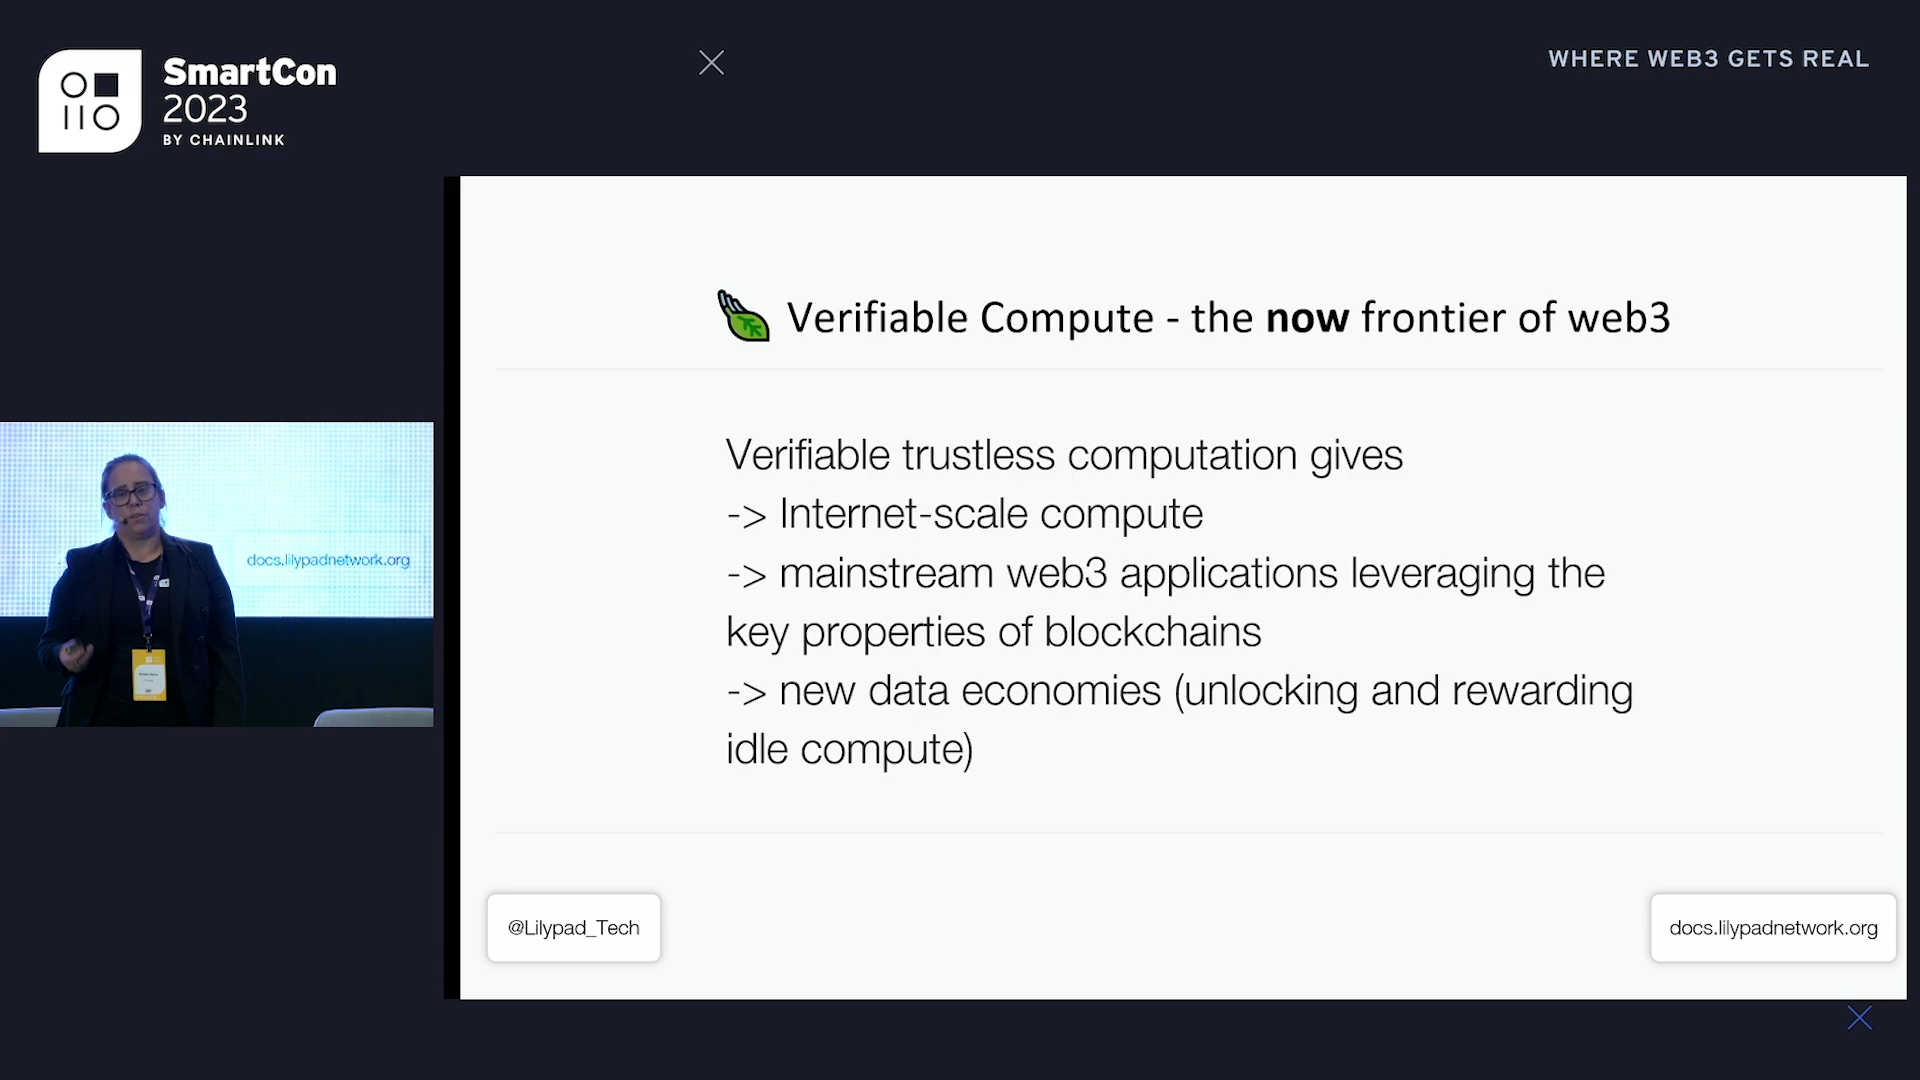 SmartCon
2023
BY CHAINLINK
WHERE WEB3 GETS REAL
Verifiable Compute - the now frontier of web3
Verifiable trustless computation gives
-> Internet-scale compute
-> mainstream web3 applications leveraging the
key properties of blockchains
-> new data economies (unlocking and rewarding
idle compute)
docs.lilypadnetwork.org
@Lilypad_Tech
docs.lilypadnetwork.org